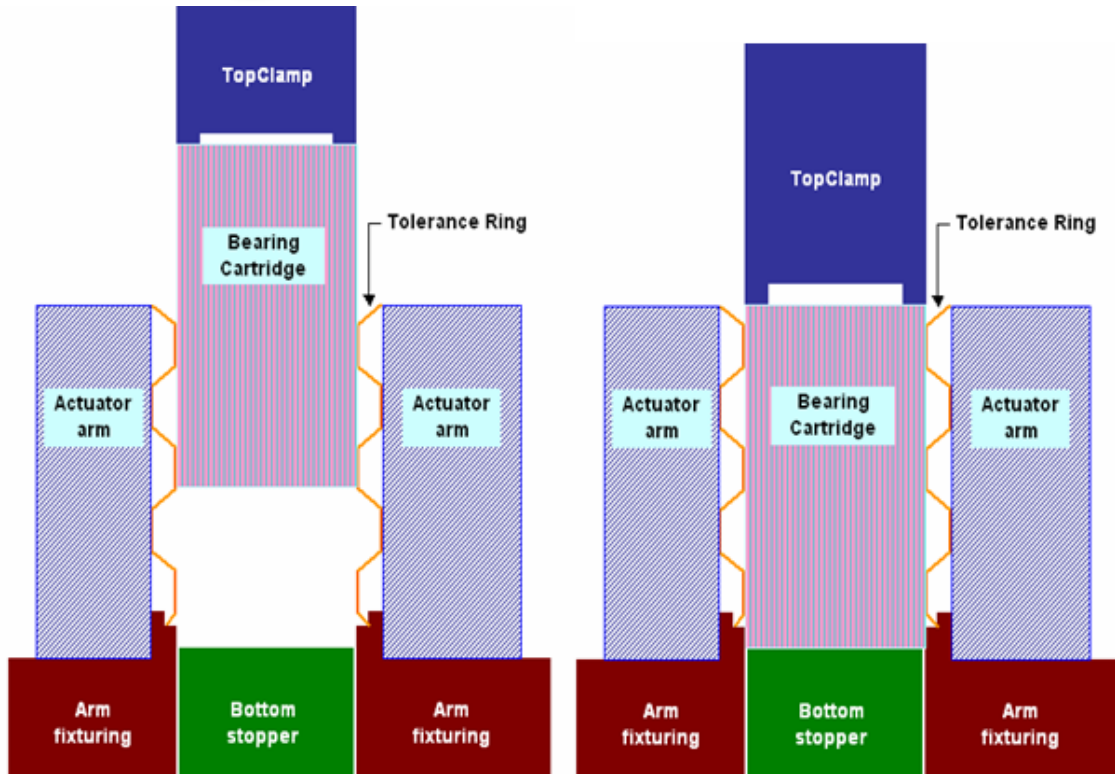 TopClamp
Tolerance Ring
Bearing
Cartridge
Actuator
arm
Actuator
arm
Arm
fixturing
Bottom
stopper
Arm
fixturing
TopClamp
Tolerance Ring
Actuator
arm
Bearing
Cartridge
Actuator
arm
Arm
fixturing
Bottom
stopper
Arm
fixturing